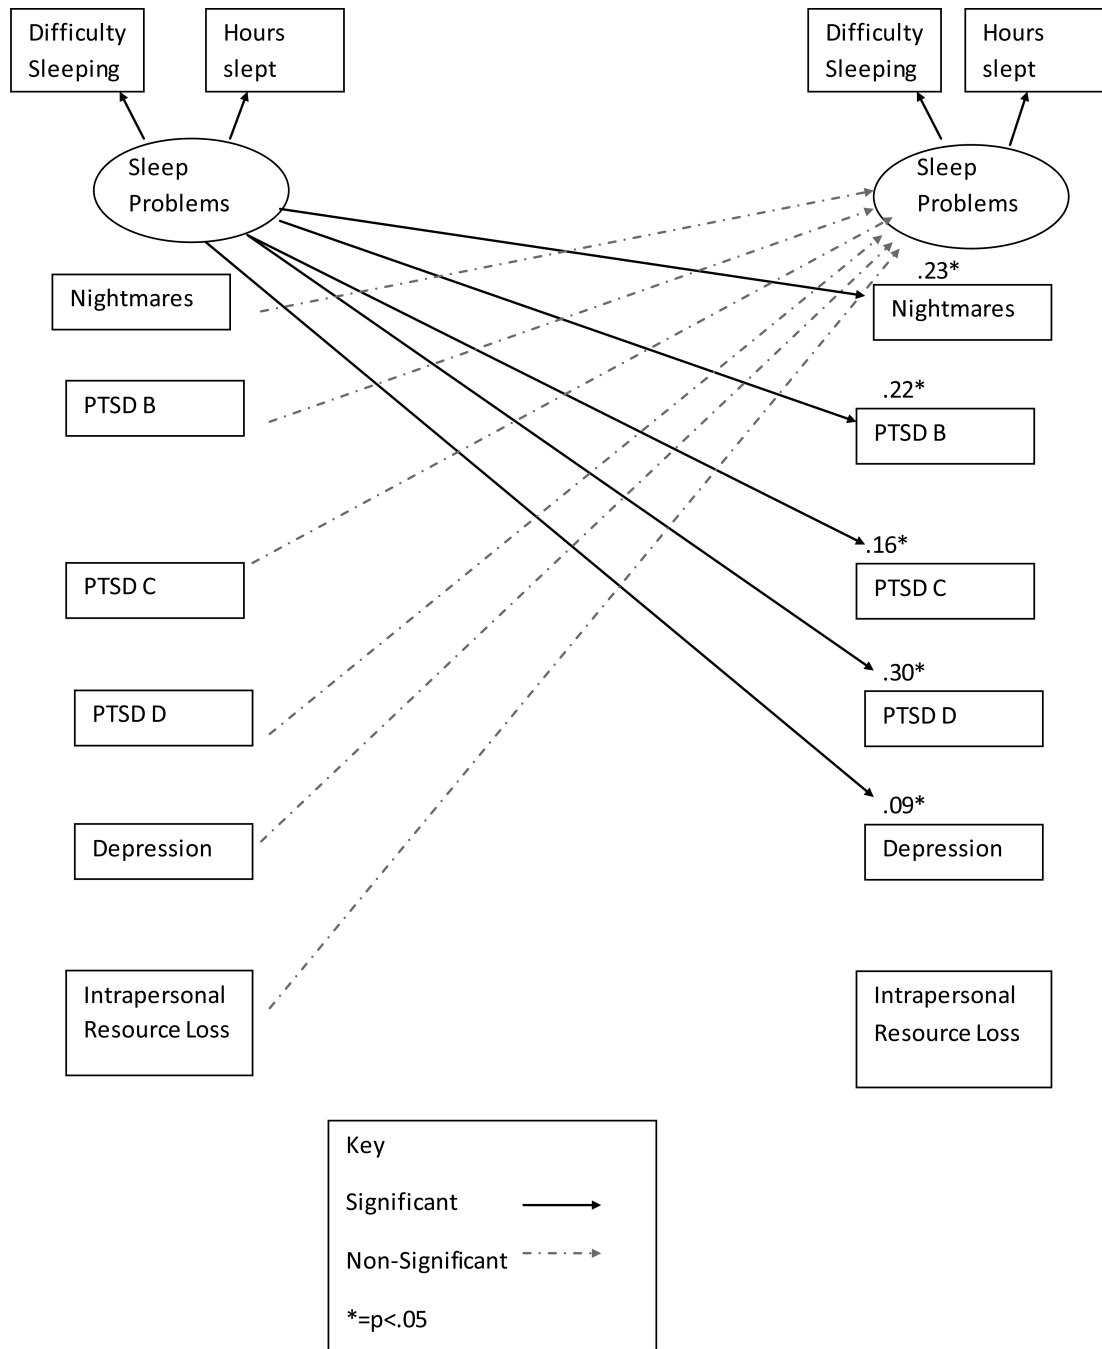 Difficulty
Sleeping
Hours
slept
Difficulty
Sleeping
Hours
slept
Sleep
Problems
Sleep
Problems
Nightmares
.23*
Nightmares
PTSD B
.22*
PTSD B
PTSD C
.16*
PTSD C
PTSD D
.30*
PTSD D
Depression
.09*
Depression
Intrapersonal
Resource Loss
Intrapersonal
Resource Loss
Key
Significant
Non-Significant
*=p<.05